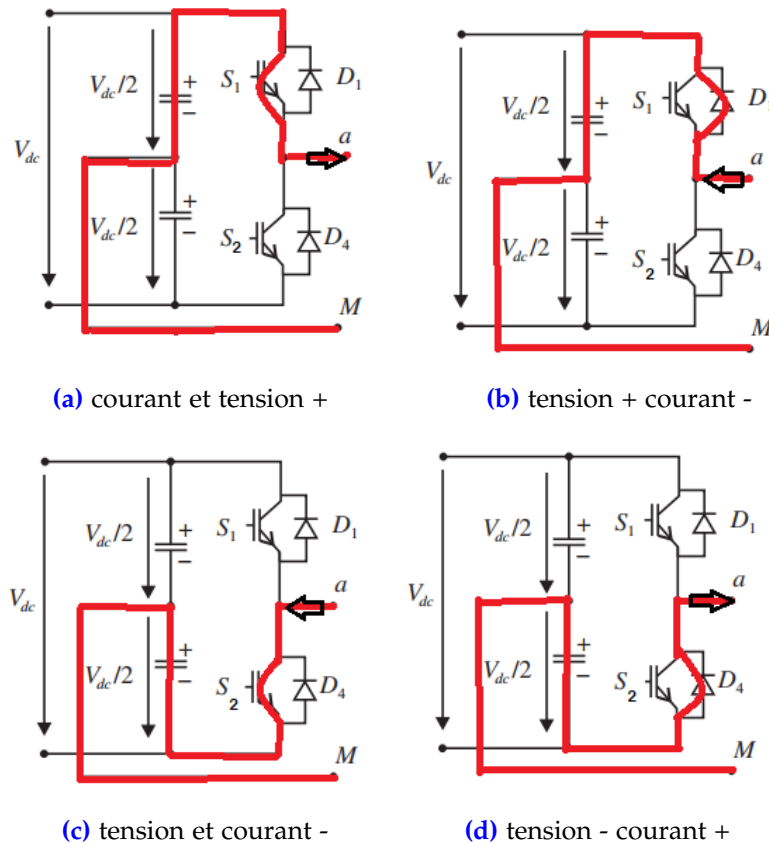 V_dc
V_dc/2
+
−
S_1
D_1
a
V_dc/2
+
−
S_2
D_4
M
(a) courant et tension +
V_dc
V_dc/2
+
−
S_1
D_1
a
V_dc/2
+
−
S_2
D_4
M
(b) tension + courant -
V_dc
V_dc/2
+
−
S_1
D_1
a
V_dc/2
+
−
S_2
D_4
M
(c) tension et courant -
V_dc
V_dc/2
+
−
S_1
D_1
a
V_dc/2
+
−
S_2
D_4
M
(d) tension - courant +